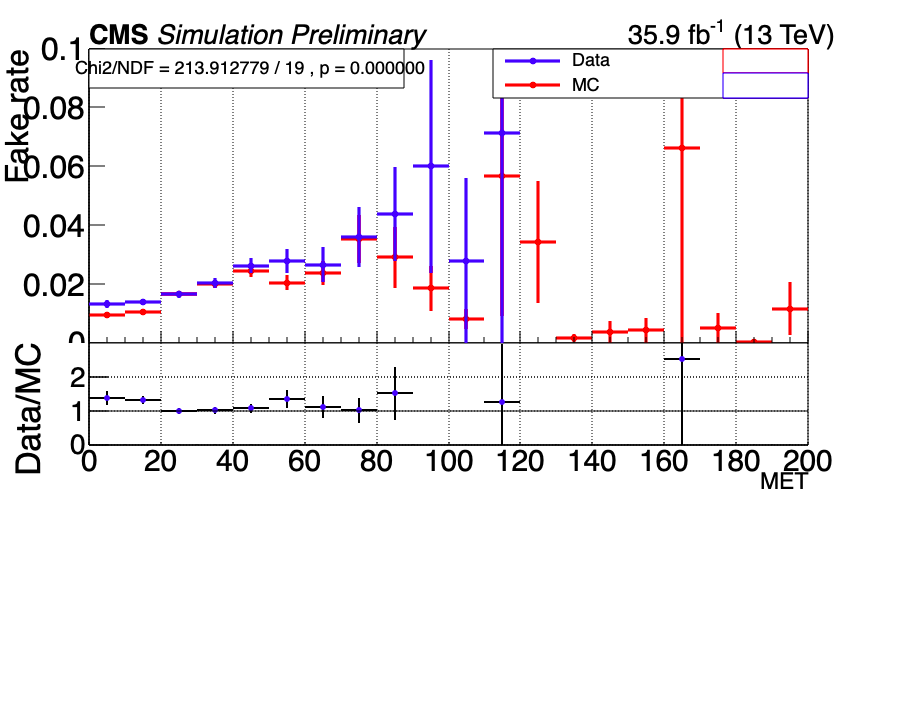 CMS Simulation Preliminary 35.9 fb⁻¹ (13 TeV)
Chi2/NDF = 213.912779 / 19 , p = 0.000000
Data
MC
Fake rate
0.1
0.08
0.06
0.04
0.02
0
Data/MC
2
1
0
0 20 40 60 80 100 120 140 160 180 200
MET